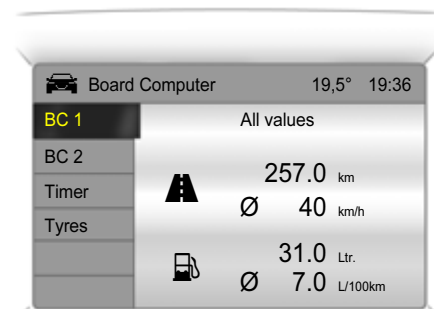 Board Computer 19,5° 19:36
BC 1
BC 2
Timer
Tyres
All values
257.0 km
Ø 40 km/h
31.0 Ltr.
Ø 7.0 L/100km